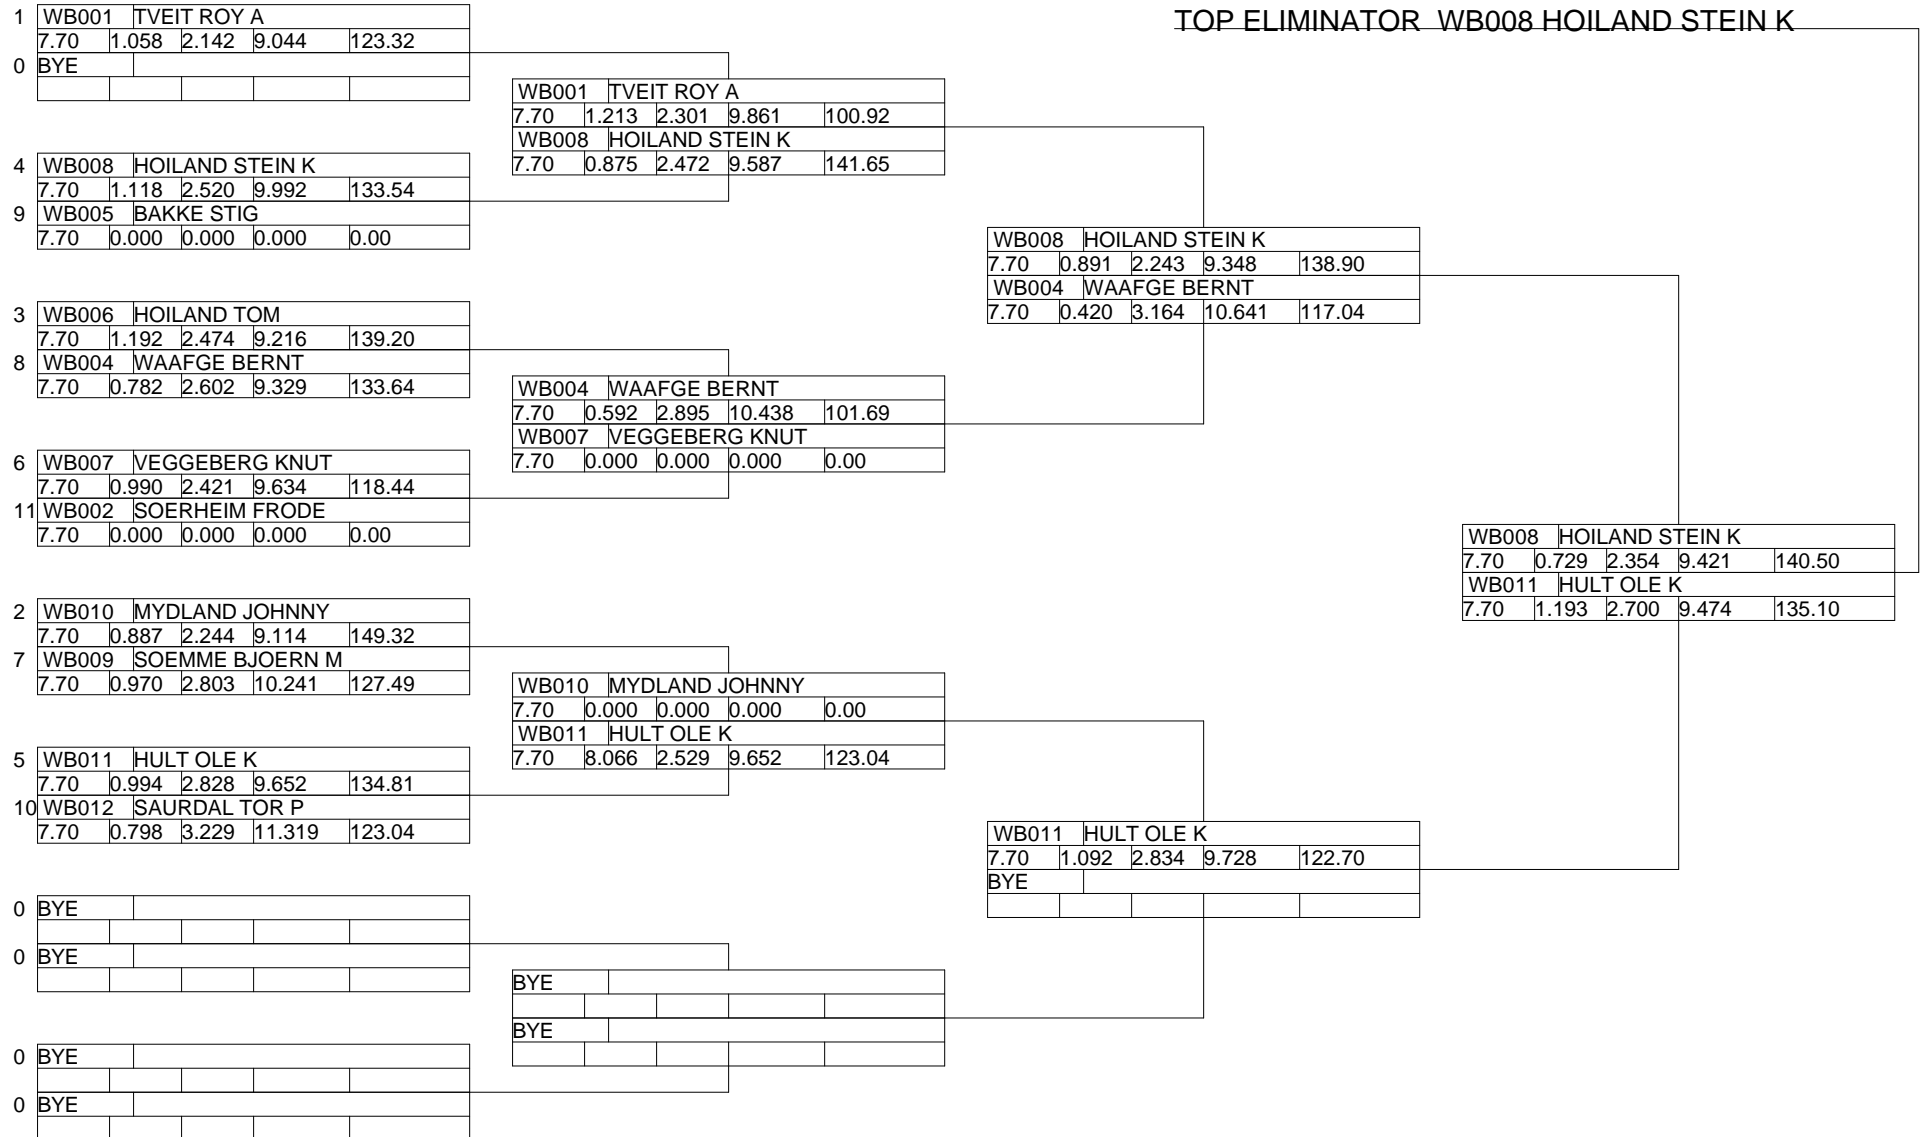 TOP ELIMINATOR WB008 HOILAND STEIN K
1 WB001 TVEIT ROY A
7.70 1.058 2.142 9.044 123.32
0 BYE
4 WB008 HOILAND STEIN K
7.70 1.118 2.520 9.992 133.54
9 WB005 BAKKE STIG
7.70 0.000 0.000 0.000 0.00
3 WB006 HOILAND TOM
7.70 1.192 2.474 9.216 139.20
8 WB004 WAAFGE BERNT
7.70 0.782 2.602 9.329 133.64
6 WB007 VEGGEBERG KNUT
7.70 0.990 2.421 9.634 118.44
11 WB002 SOERHEIM FRODE
7.70 0.000 0.000 0.000 0.00
2 WB010 MYDLAND JOHNNY
7.70 0.887 2.244 9.114 149.32
7 WB009 SOEMME BJOERN M
7.70 0.970 2.803 10.241 127.49
5 WB011 HULT OLE K
7.70 0.994 2.828 9.652 134.81
10 WB012 SAURDAL TOR P
7.70 0.798 3.229 11.319 123.04
0 BYE
0 BYE
0 BYE
0 BYE
WB001 TVEIT ROY A
7.70 1.213 2.301 9.861 100.92
WB008 HOILAND STEIN K
7.70 0.875 2.472 9.587 141.65
WB004 WAAFGE BERNT
7.70 0.592 2.895 10.438 101.69
WB007 VEGGEBERG KNUT
7.70 0.000 0.000 0.000 0.00
WB010 MYDLAND JOHNNY
7.70 0.000 0.000 0.000 0.00
WB011 HULT OLE K
7.70 8.066 2.529 9.652 123.04
BYE
BYE
WB008 HOILAND STEIN K
7.70 0.891 2.243 9.348 138.90
WB004 WAAFGE BERNT
7.70 0.420 3.164 10.641 117.04
WB011 HULT OLE K
7.70 1.092 2.834 9.728 122.70
BYE
WB008 HOILAND STEIN K
7.70 0.729 2.354 9.421 140.50
WB011 HULT OLE K
7.70 1.193 2.700 9.474 135.10